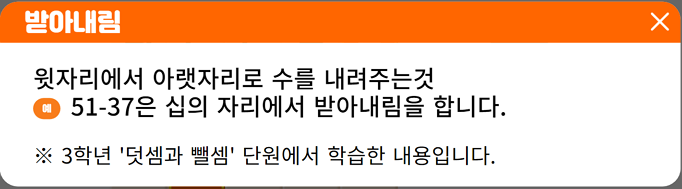 받아내림
윗자리에서 아랫자리로 수를 내려주는것
예 51-37은 십의 자리에서 받아내림을 합니다.
※ 3학년 '덧셈과 뺄셈' 단원에서 학습한 내용입니다.